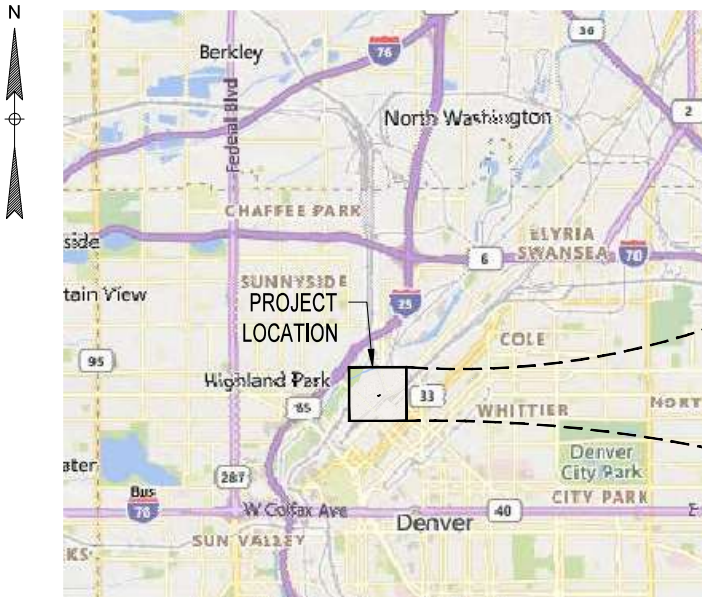 N
36
Berkley
76
Federal Blvd
North Washington
2
CHAFFEE PARK
side
ELYRIA
SWANSEA
6
70
SUNNYSIDE
tain View
PROJECT
LOCATION
25
COLE
95
Highland Park
33
85
WHITTIER
NORT
Denver
City Park
ater
287
Bus
76
CITY PARK
W Colfax Ave
40
Denver
E
SUN VALLEY
KS